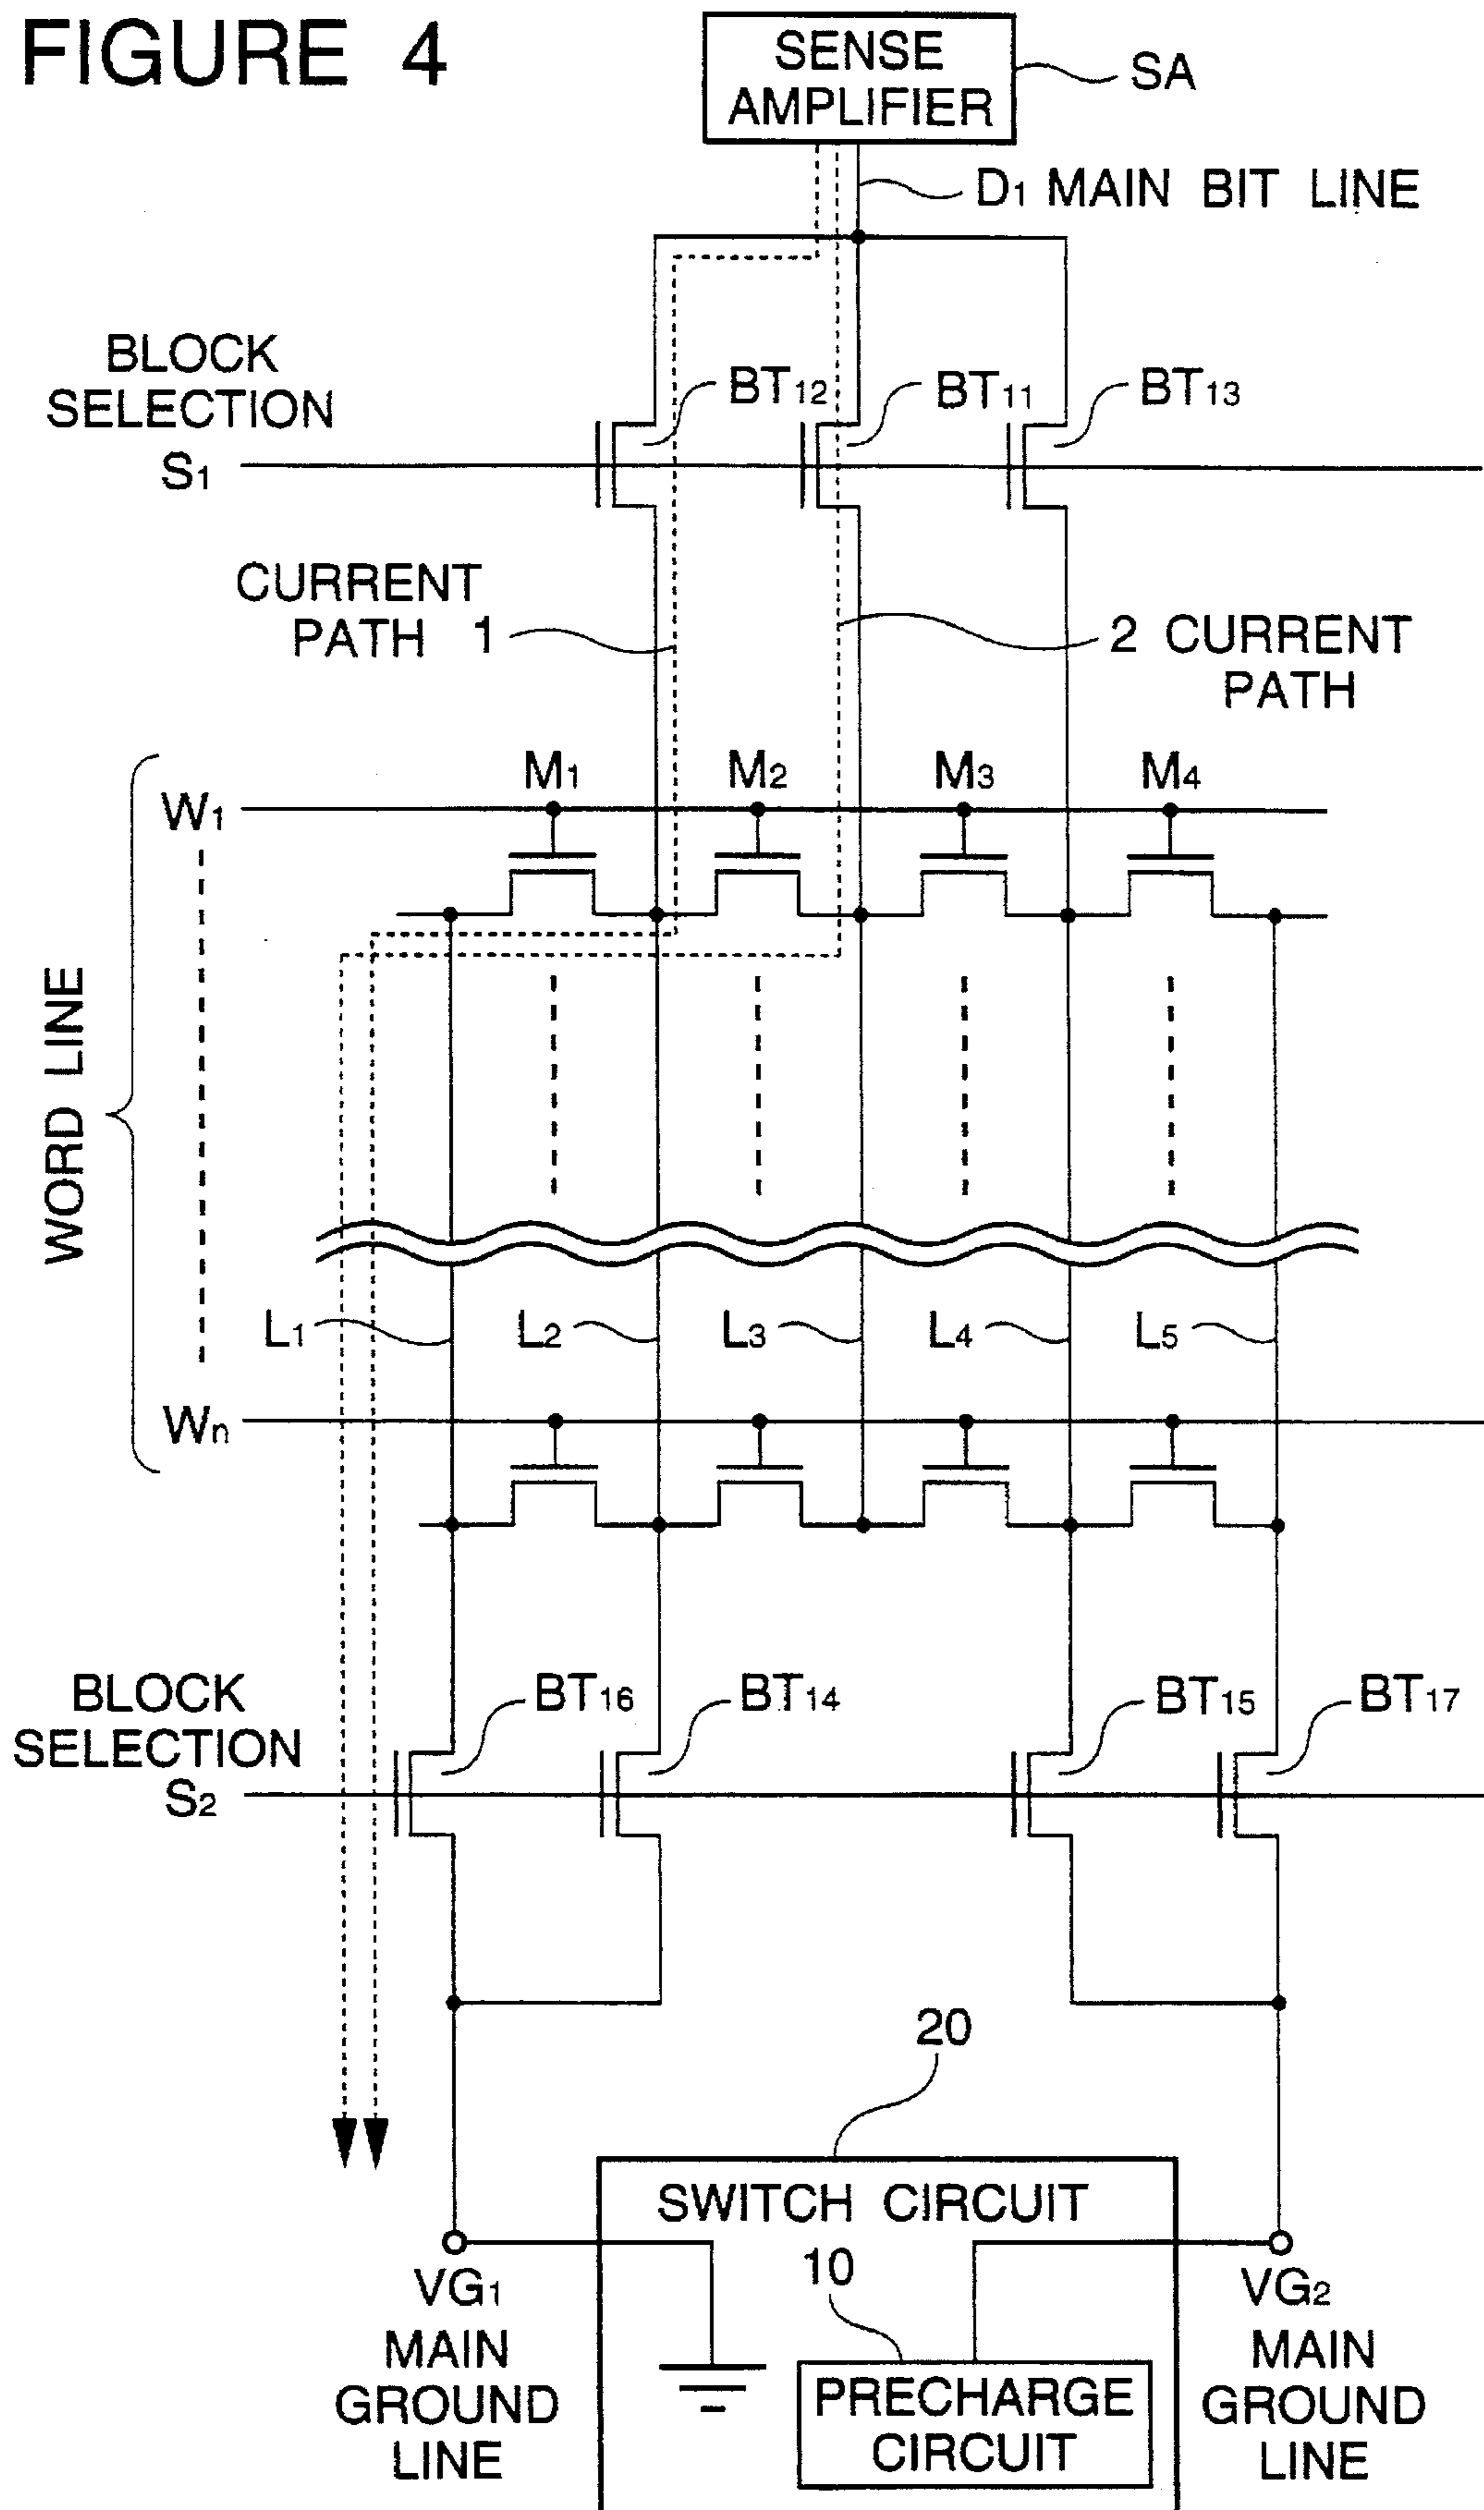 FIGURE 4
SENSE
AMPLIFIER
SA
D1 MAIN BIT LINE
BLOCK
SELECTION
S1
BT12
BT11
BT13
CURRENT
PATH 1
2 CURRENT
PATH
M1
M2
M3
M4
W1
WORD LINE
L1
L2
L3
L4
L5
Wn
BLOCK
SELECTION
S2
BT16
BT14
BT15
BT17
20
SWITCH CIRCUIT
10
VG1
MAIN
GROUND
LINE
PRECHARGE
CIRCUIT
VG2
MAIN
GROUND
LINE